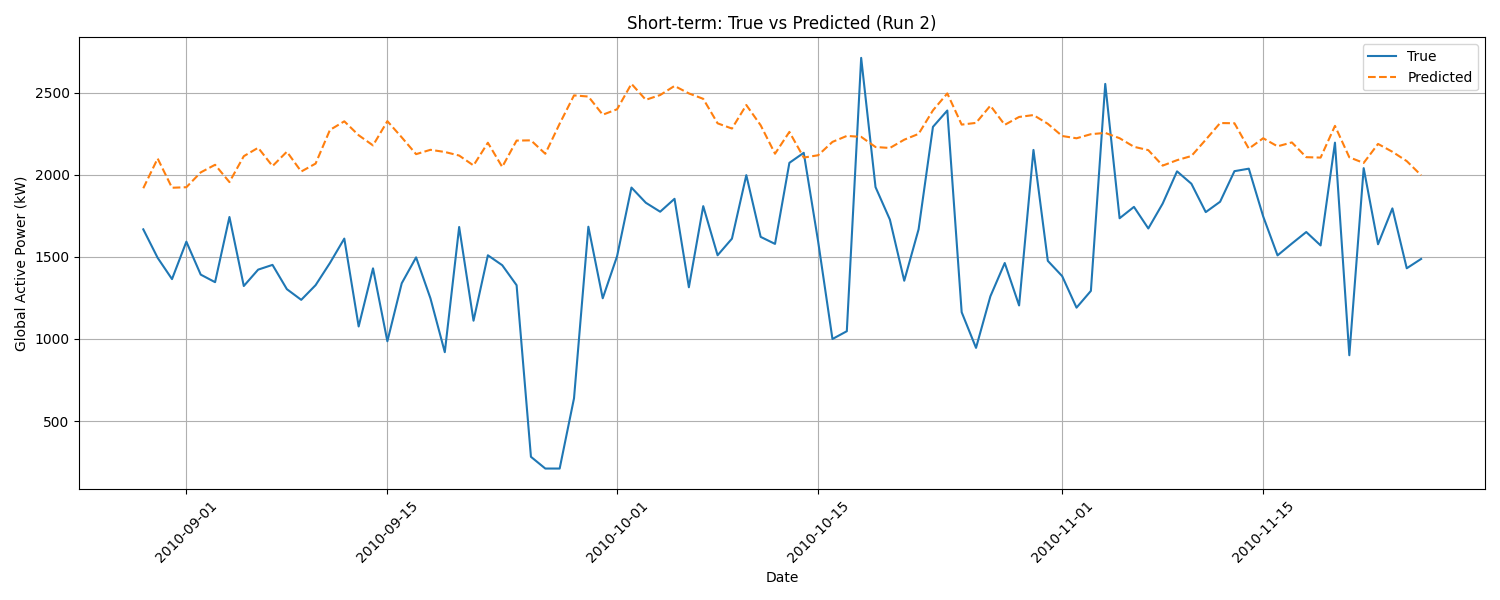 Short-term: True vs Predicted (Run 2)
True
Predicted
Global Active Power (kW)
2500
2000
1500
1000
500
2010-09-01
2010-09-15
2010-10-01
2010-10-15
2010-11-01
2010-11-15
Date